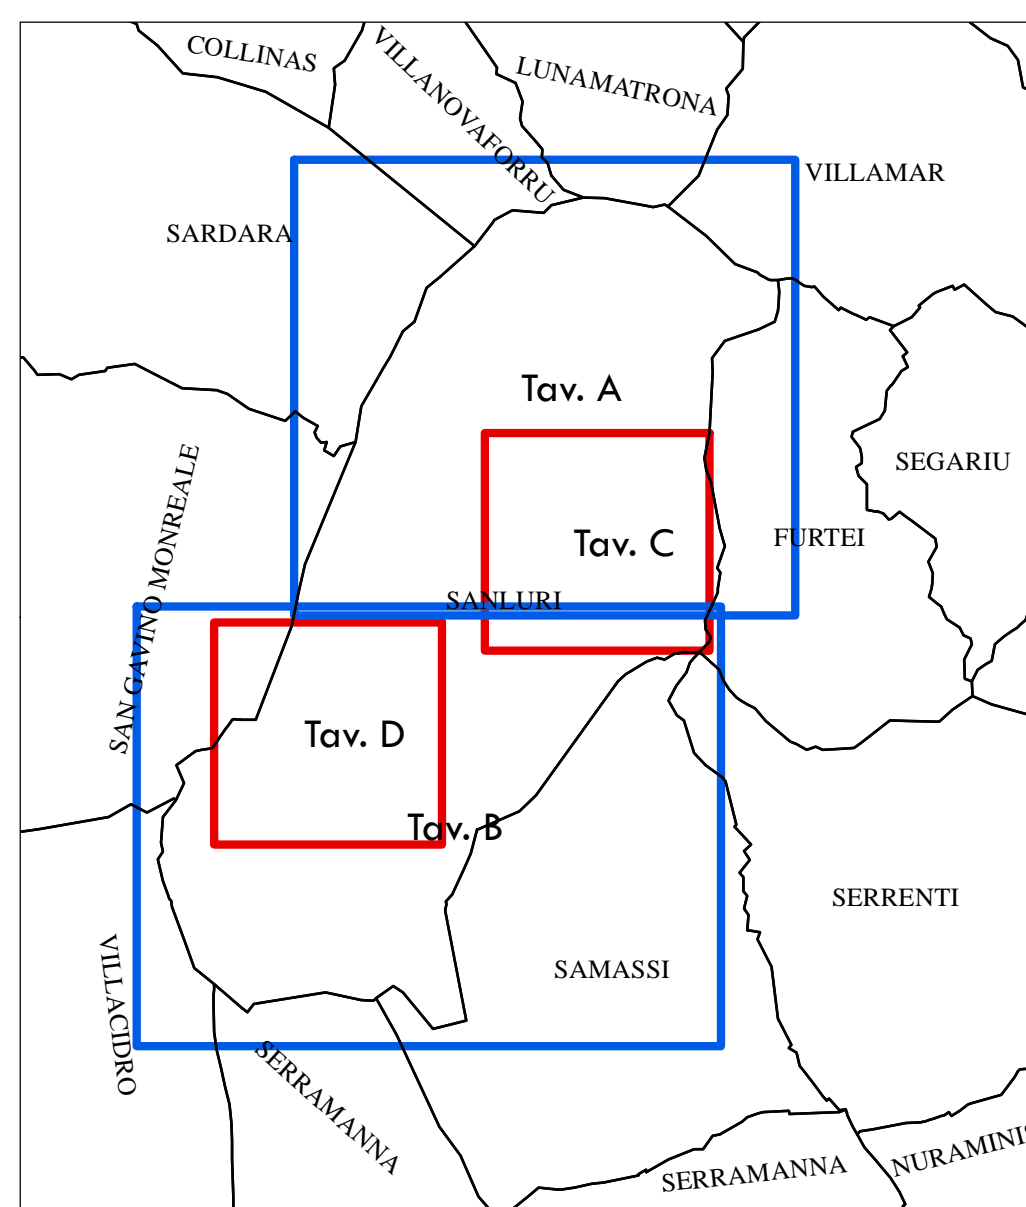 COLLINAS
VILLANOVAFORRU
LUNAMATRONA
VILLAMAR
SARDARA
Tav. A
SEGARIU
SAN GAVINO MONREALE
Tav. C
FURTEI
SANLURI
Tav. D
Tav. B
SERRENTI
VILLACIDRO
SAMASSI
SERRAMANNA
SERRAMANNA
NURAMINIS